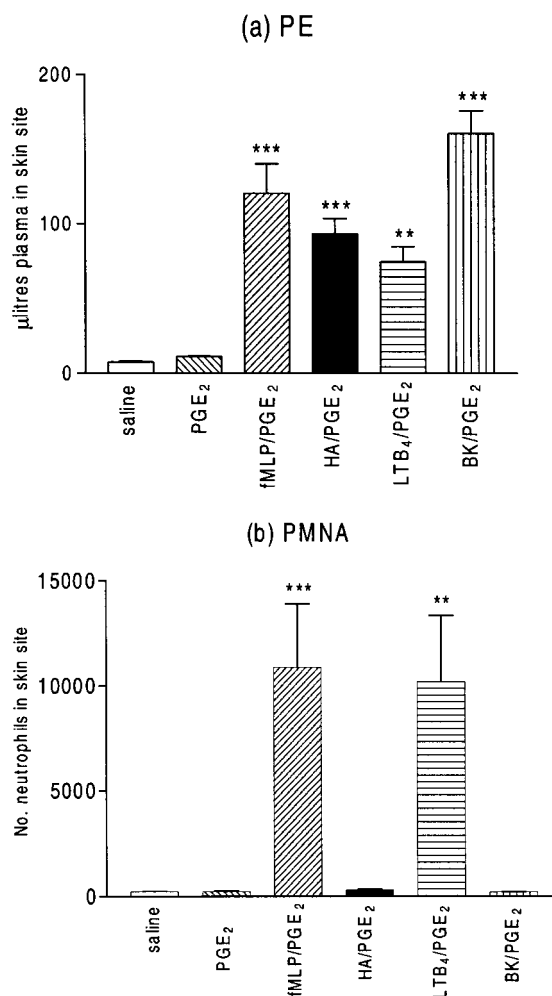 (a) PE
µlitres plasma in skin site
200
100
0
***
***
**
***
saline
PGE₂
fMLP/PGE₂
HA/PGE₂
LTB₄/PGE₂
BK/PGE₂
(b) PMNA
No. neutrophils in skin site
15000
10000
5000
0
***
**
saline
PGE₂
fMLP/PGE₂
HA/PGE₂
LTB₄/PGE₂
BK/PGE₂